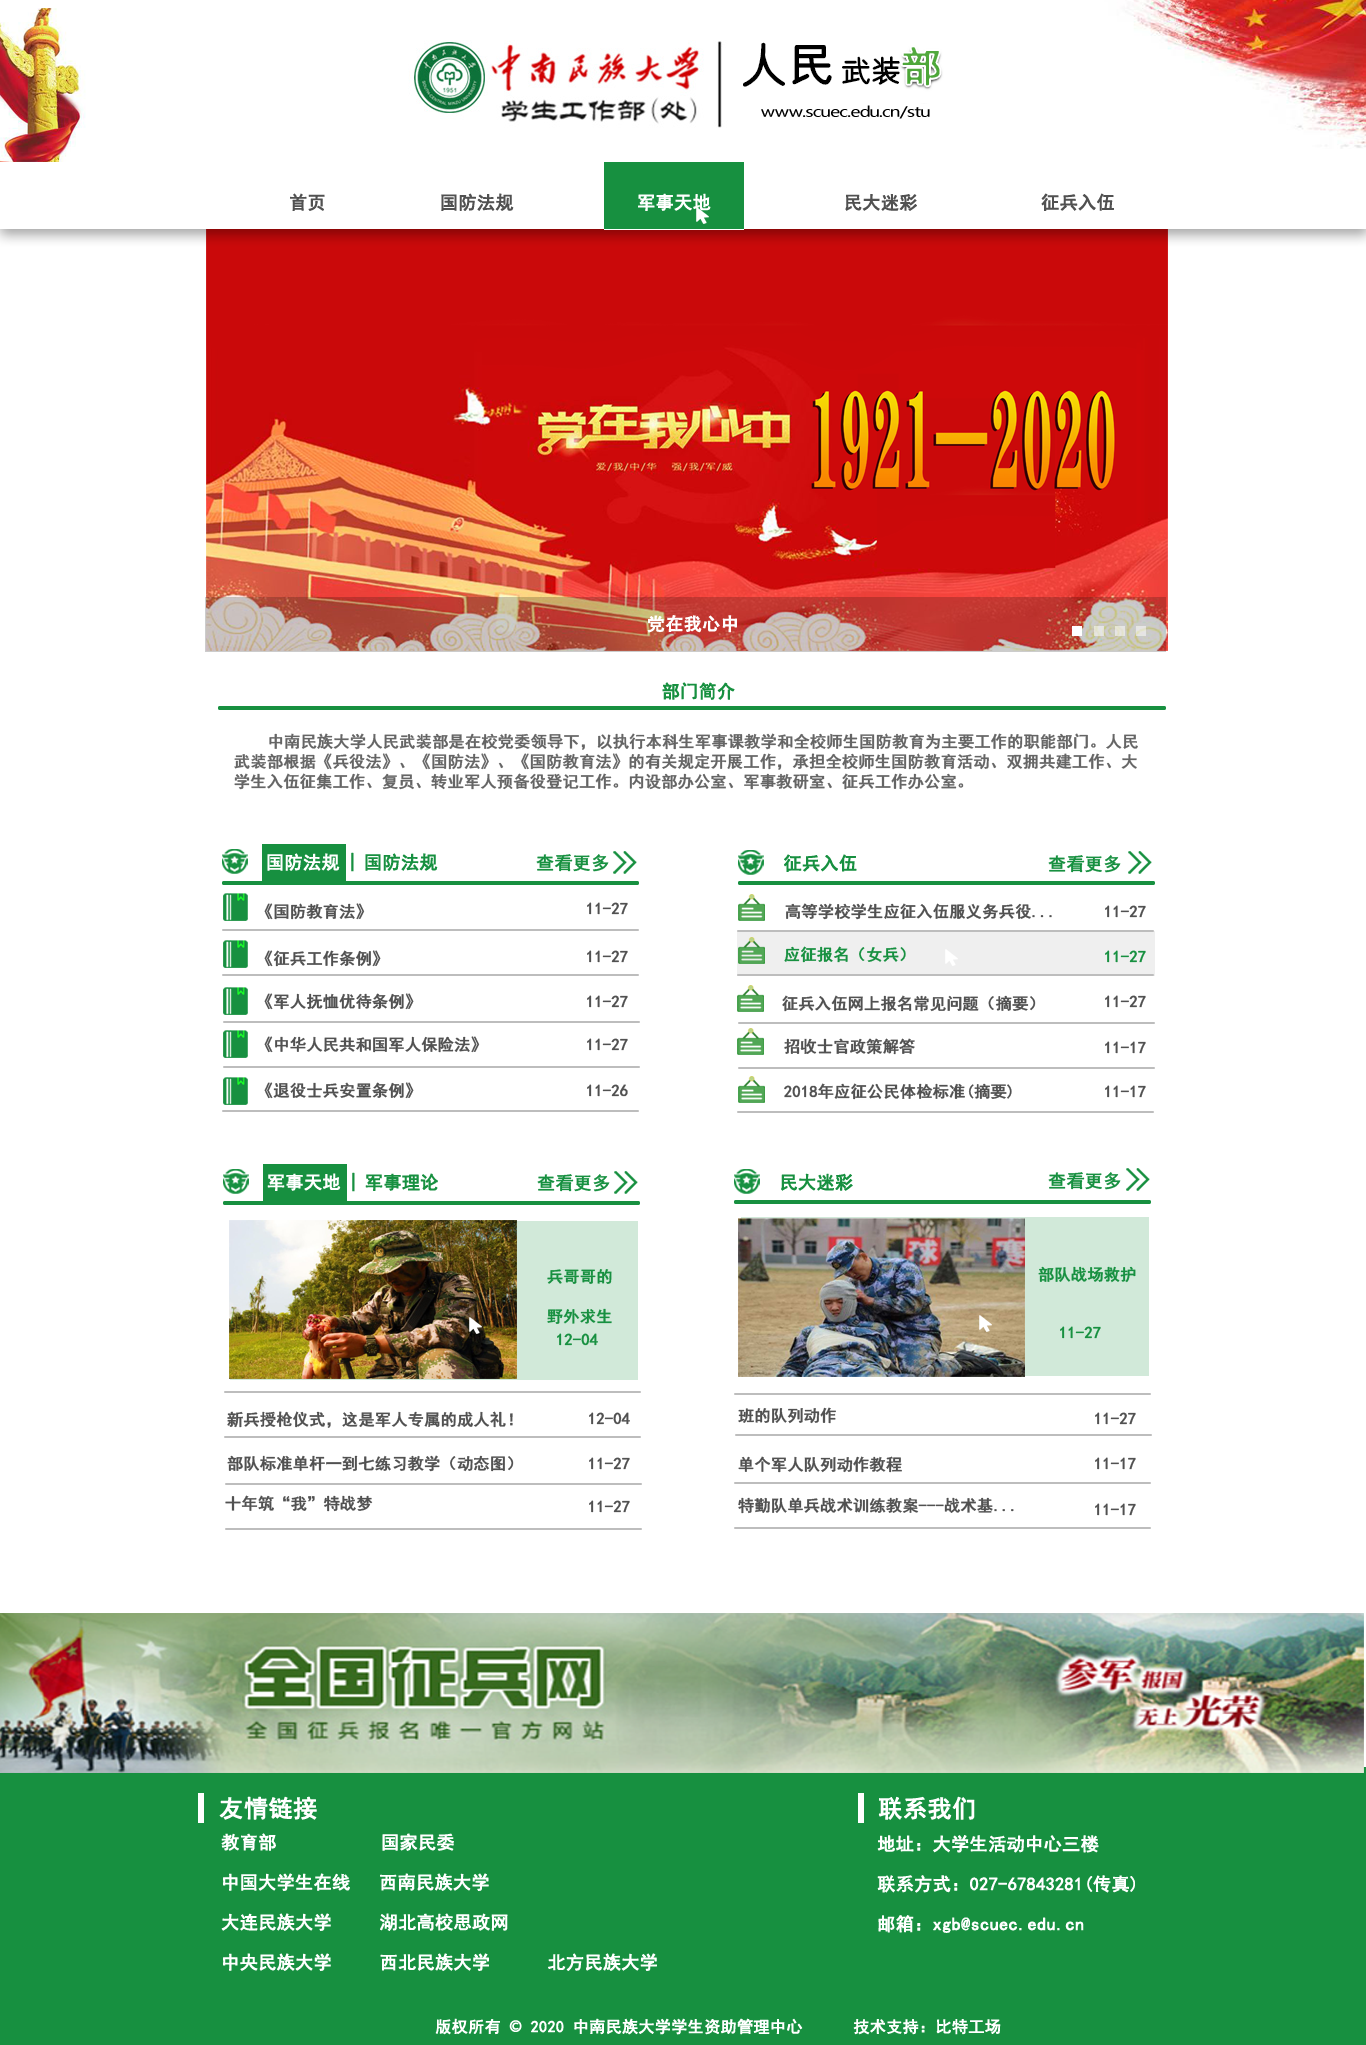 中南民族大学
学生工作部(处)
人民 武装部
www.scuec.edu.cn/stu
1951
首页
国防法规
军事天地
民大迷彩
征兵入伍
党在我心中
1921—2020
爱/我/中/华 强/我/军/威
党在我心中
部门简介
中南民族大学人民武装部是在校党委领导下，以执行本科生军事课教学和全校师生国防教育为主要工作的职能部门。人民
武装部根据《兵役法》、《国防法》、《国防教育法》的有关规定开展工作，承担全校师生国防教育活动、双拥共建工作、大
学生入伍征集工作、复员、转业军人预备役登记工作。内设部办公室、军事教研室、征兵工作办公室。
国防法规 | 国防法规 查看更多
《国防教育法》 11-27
《征兵工作条例》 11-27
《军人抚恤优待条例》 11-27
《中华人民共和国军人保险法》 11-27
《退役士兵安置条例》 11-26
征兵入伍 查看更多
高等学校学生应征入伍服义务兵役... 11-27
应征报名（女兵） 11-27
征兵入伍网上报名常见问题（摘要） 11-27
招收士官政策解答 11-17
2018年应征公民体检标准(摘要) 11-17
军事天地 | 军事理论 查看更多
兵哥哥的
野外求生
12-04
新兵授枪仪式，这是军人专属的成人礼！ 12-04
部队标准单杆一到七练习教学（动态图） 11-27
十年筑“我”特战梦 11-27
民大迷彩 查看更多
球 赛
部队战场救护
11-27
班的队列动作 11-27
单个军人队列动作教程 11-17
特勤队单兵战术训练教案---战术基... 11-17
全国征兵网
全国征兵报名唯一官方网站
参军 报国
无上 光荣
友情链接
教育部 国家民委
中国大学生在线 西南民族大学
大连民族大学 湖北高校思政网
中央民族大学 西北民族大学 北方民族大学
联系我们
地址：大学生活动中心三楼
联系方式：027-67843281(传真)
邮箱：xgb@scuec.edu.cn
版权所有 © 2020 中南民族大学学生资助管理中心 技术支持：比特工场